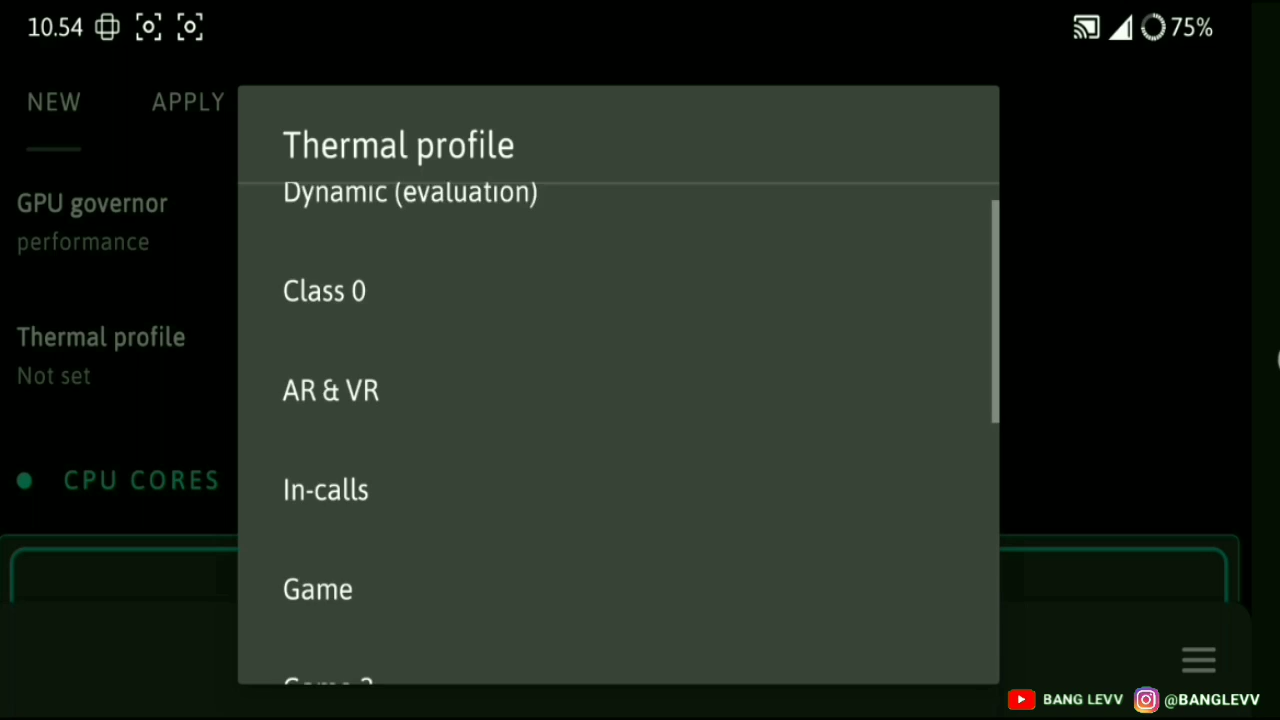 10.54
75%
NEW
APPLY
Thermal profile
Dynamic (evaluation)
GPU governor
performance
Class 0
Thermal profile
Not set
AR & VR
CPU CORES
In-calls
Game
BANG LEVV
@BANGLEVV